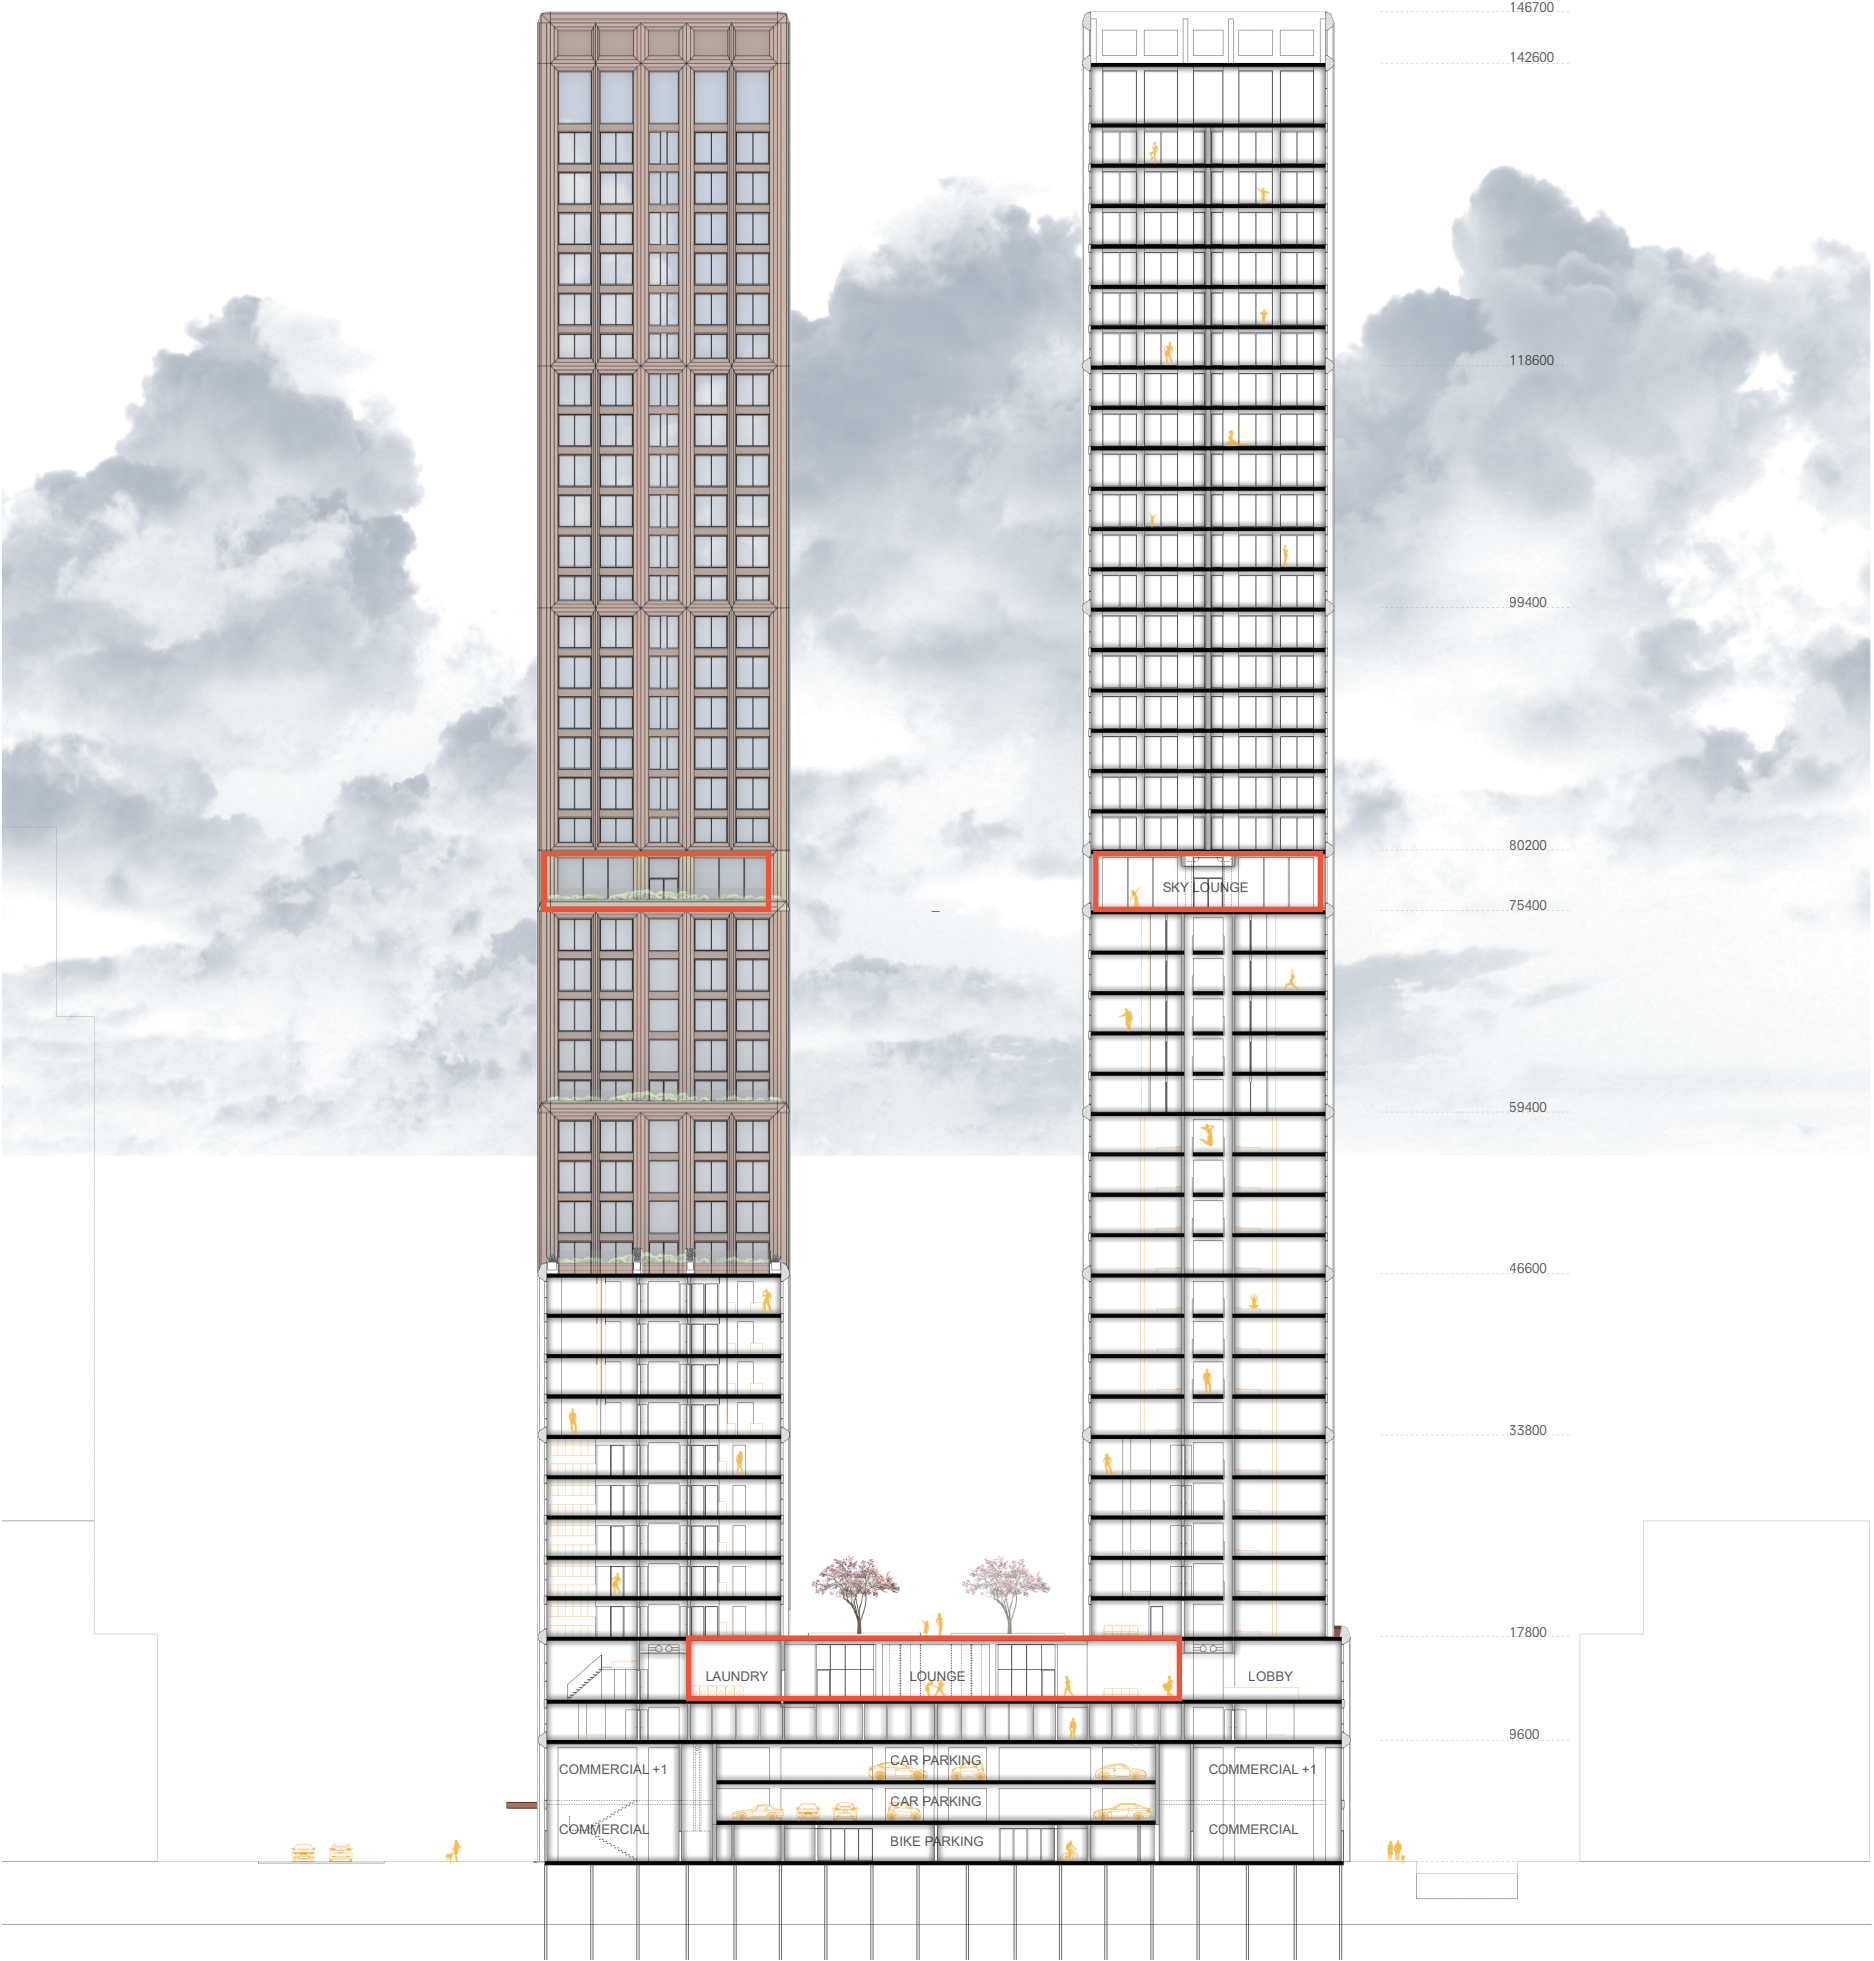 146700
142600
118600
99400
80200
SKY LOUNGE
75400
59400
46600
33800
17800
LAUNDRY
LOUNGE
LOBBY
9600
CAR PARKING
COMMERCIAL +1
COMMERCIAL +1
CAR PARKING
COMMERCIAL
COMMERCIAL
BIKE PARKING